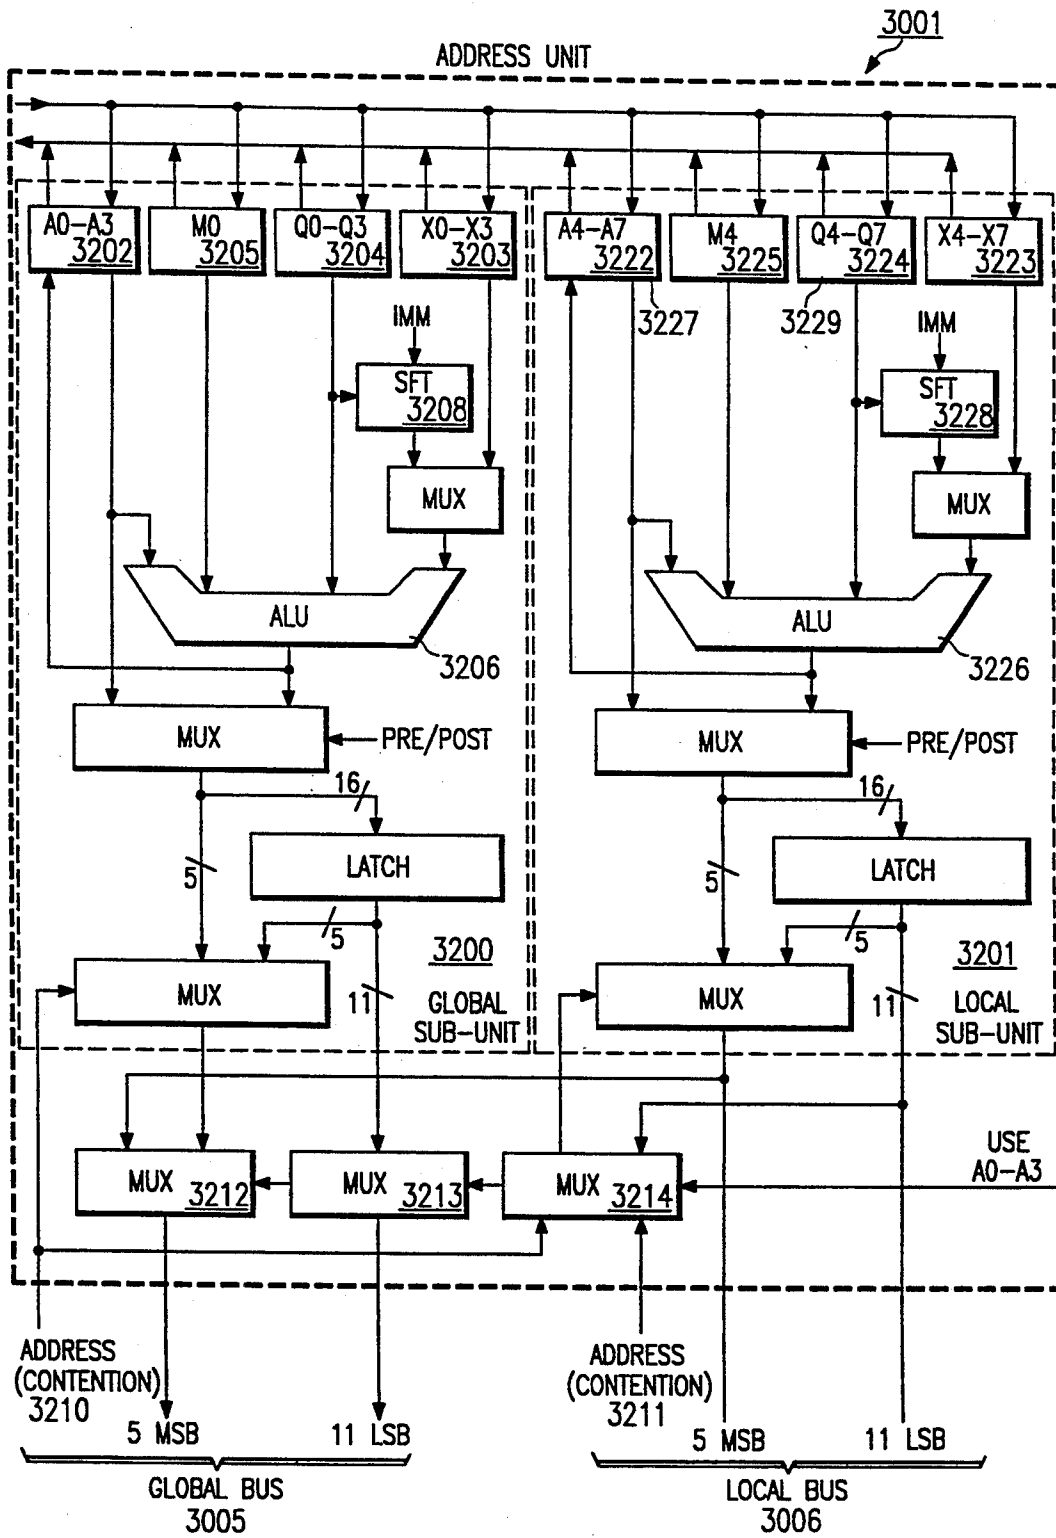 3001
ADDRESS UNIT
A0-A3
3202
M0
3205
Q0-Q3
3204
X0-X3
3203
A4-A7
3222
M4
3225
Q4-Q7
3224
X4-X7
3223
3227
3229
IMM
IMM
SFT
3208
SFT
3228
MUX
MUX
ALU
3206
ALU
3226
MUX
PRE/POST
MUX
PRE/POST
16
16
5
LATCH
5
LATCH
5
5
3200
3201
MUX
11
GLOBAL
SUB-UNIT
MUX
11
LOCAL
SUB-UNIT
USE
A0-A3
MUX
3212
MUX
3213
MUX
3214
ADDRESS
(CONTENTION)
3210
ADDRESS
(CONTENTION)
3211
5 MSB
11 LSB
5 MSB
11 LSB
GLOBAL BUS
3005
LOCAL BUS
3006